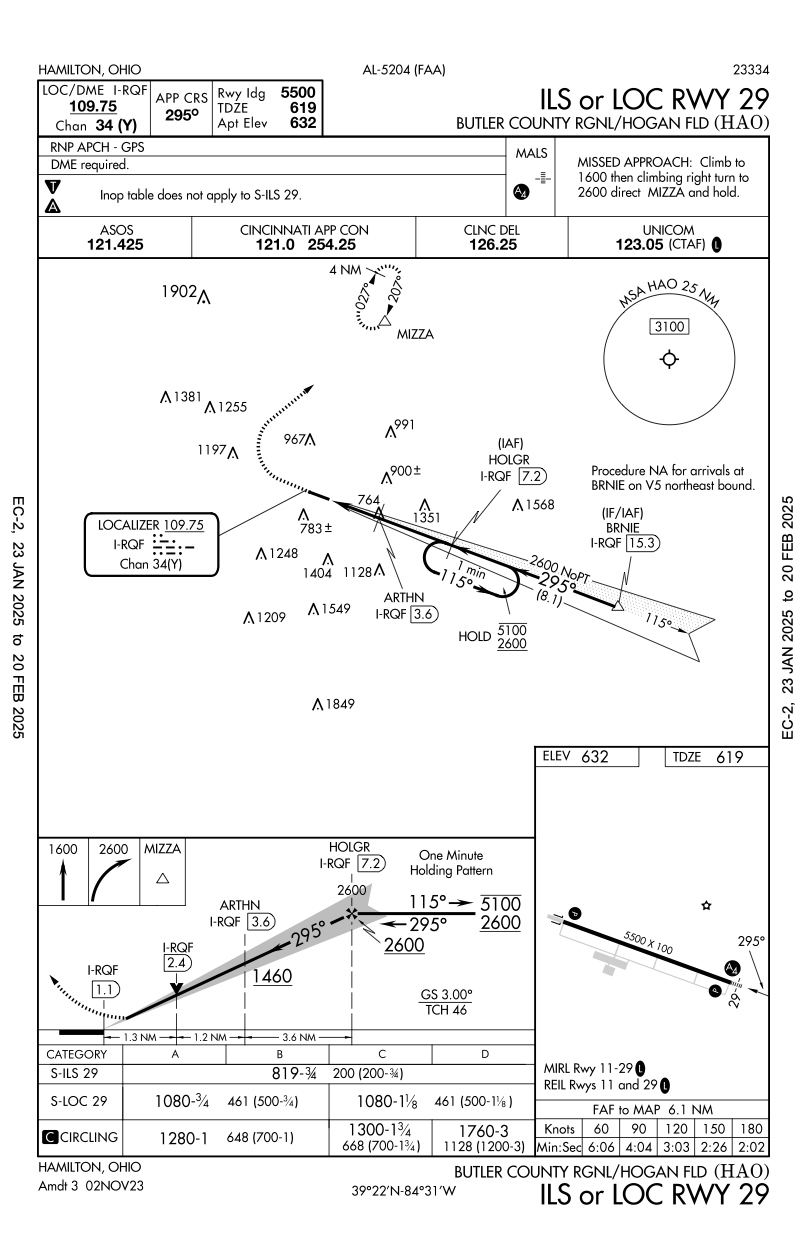 HAMILTON, OHIO
AL-5204 (FAA)
23334
LOC/DME I-RQF
109.75
Chan 34 (Y)
APP CRS
295°
Rwy ldg 5500
TDZE 619
Apt Elev 632
ILS or LOC RWY 29
BUTLER COUNTY RGNL/HOGAN FLD (HAO)
RNP APCH - GPS
DME required.
T
A
Inop table does not apply to S-ILS 29.
MALS
A4
MISSED APPROACH: Climb to
1600 then climbing right turn to
2600 direct MIZZA and hold.
ASOS
121.425
CINCINNATI APP CON
121.0 254.25
CLNC DEL
126.25
UNICOM
123.05 (CTAF) L
4 NM
027°
207°
MIZZA
1902
MSA HAO 25 NM
3100
1381
1255
1197
967
991
900±
(IAF)
HOLGR
I-RQF 7.2
Procedure NA for arrivals at
BRNIE on V5 northeast bound.
764
1351
1568
(IF/IAF)
BRNIE
I-RQF 15.3
LOCALIZER 109.75
I-RQF
Chan 34(Y)
783±
1248
1404
1128
1 min
115°
2600 NoPT
295°
(8.1)
115°
ARTHN
I-RQF 3.6
HOLD 5100
2600
1209
1549
1849
EC-2, 23 JAN 2025 to 20 FEB 2025
EC-2, 23 JAN 2025 to 20 FEB 2025
ELEV 632
TDZE 619
5500 X 100
11
P
P
A4
29
295°
MIRL Rwy 11-29 L
REIL Rwys 11 and 29 L
FAF to MAP 6.1 NM
Knots 60 90 120 150 180
Min:Sec 6:06 4:04 3:03 2:26 2:02
1600
2600
MIZZA
HOLGR
I-RQF 7.2
One Minute
Holding Pattern
2600
115°
5100
295°
2600
2600
ARTHN
I-RQF 3.6
295°
I-RQF
2.4
1460
I-RQF
1.1
GS 3.00°
TCH 46
1.3 NM
1.2 NM
3.6 NM
CATEGORY A B C D
S-ILS 29 819-¾ 200 (200-¾)
S-LOC 29 1080-¾ 461 (500-¾) 1080-1⅛ 461 (500-1⅛)
C CIRCLING 1280-1 648 (700-1) 1300-1¾ 668 (700-1¾) 1760-3 1128 (1200-3)
HAMILTON, OHIO
Amdt 3 02NOV23
39°22'N-84°31'W
BUTLER COUNTY RGNL/HOGAN FLD (HAO)
ILS or LOC RWY 29